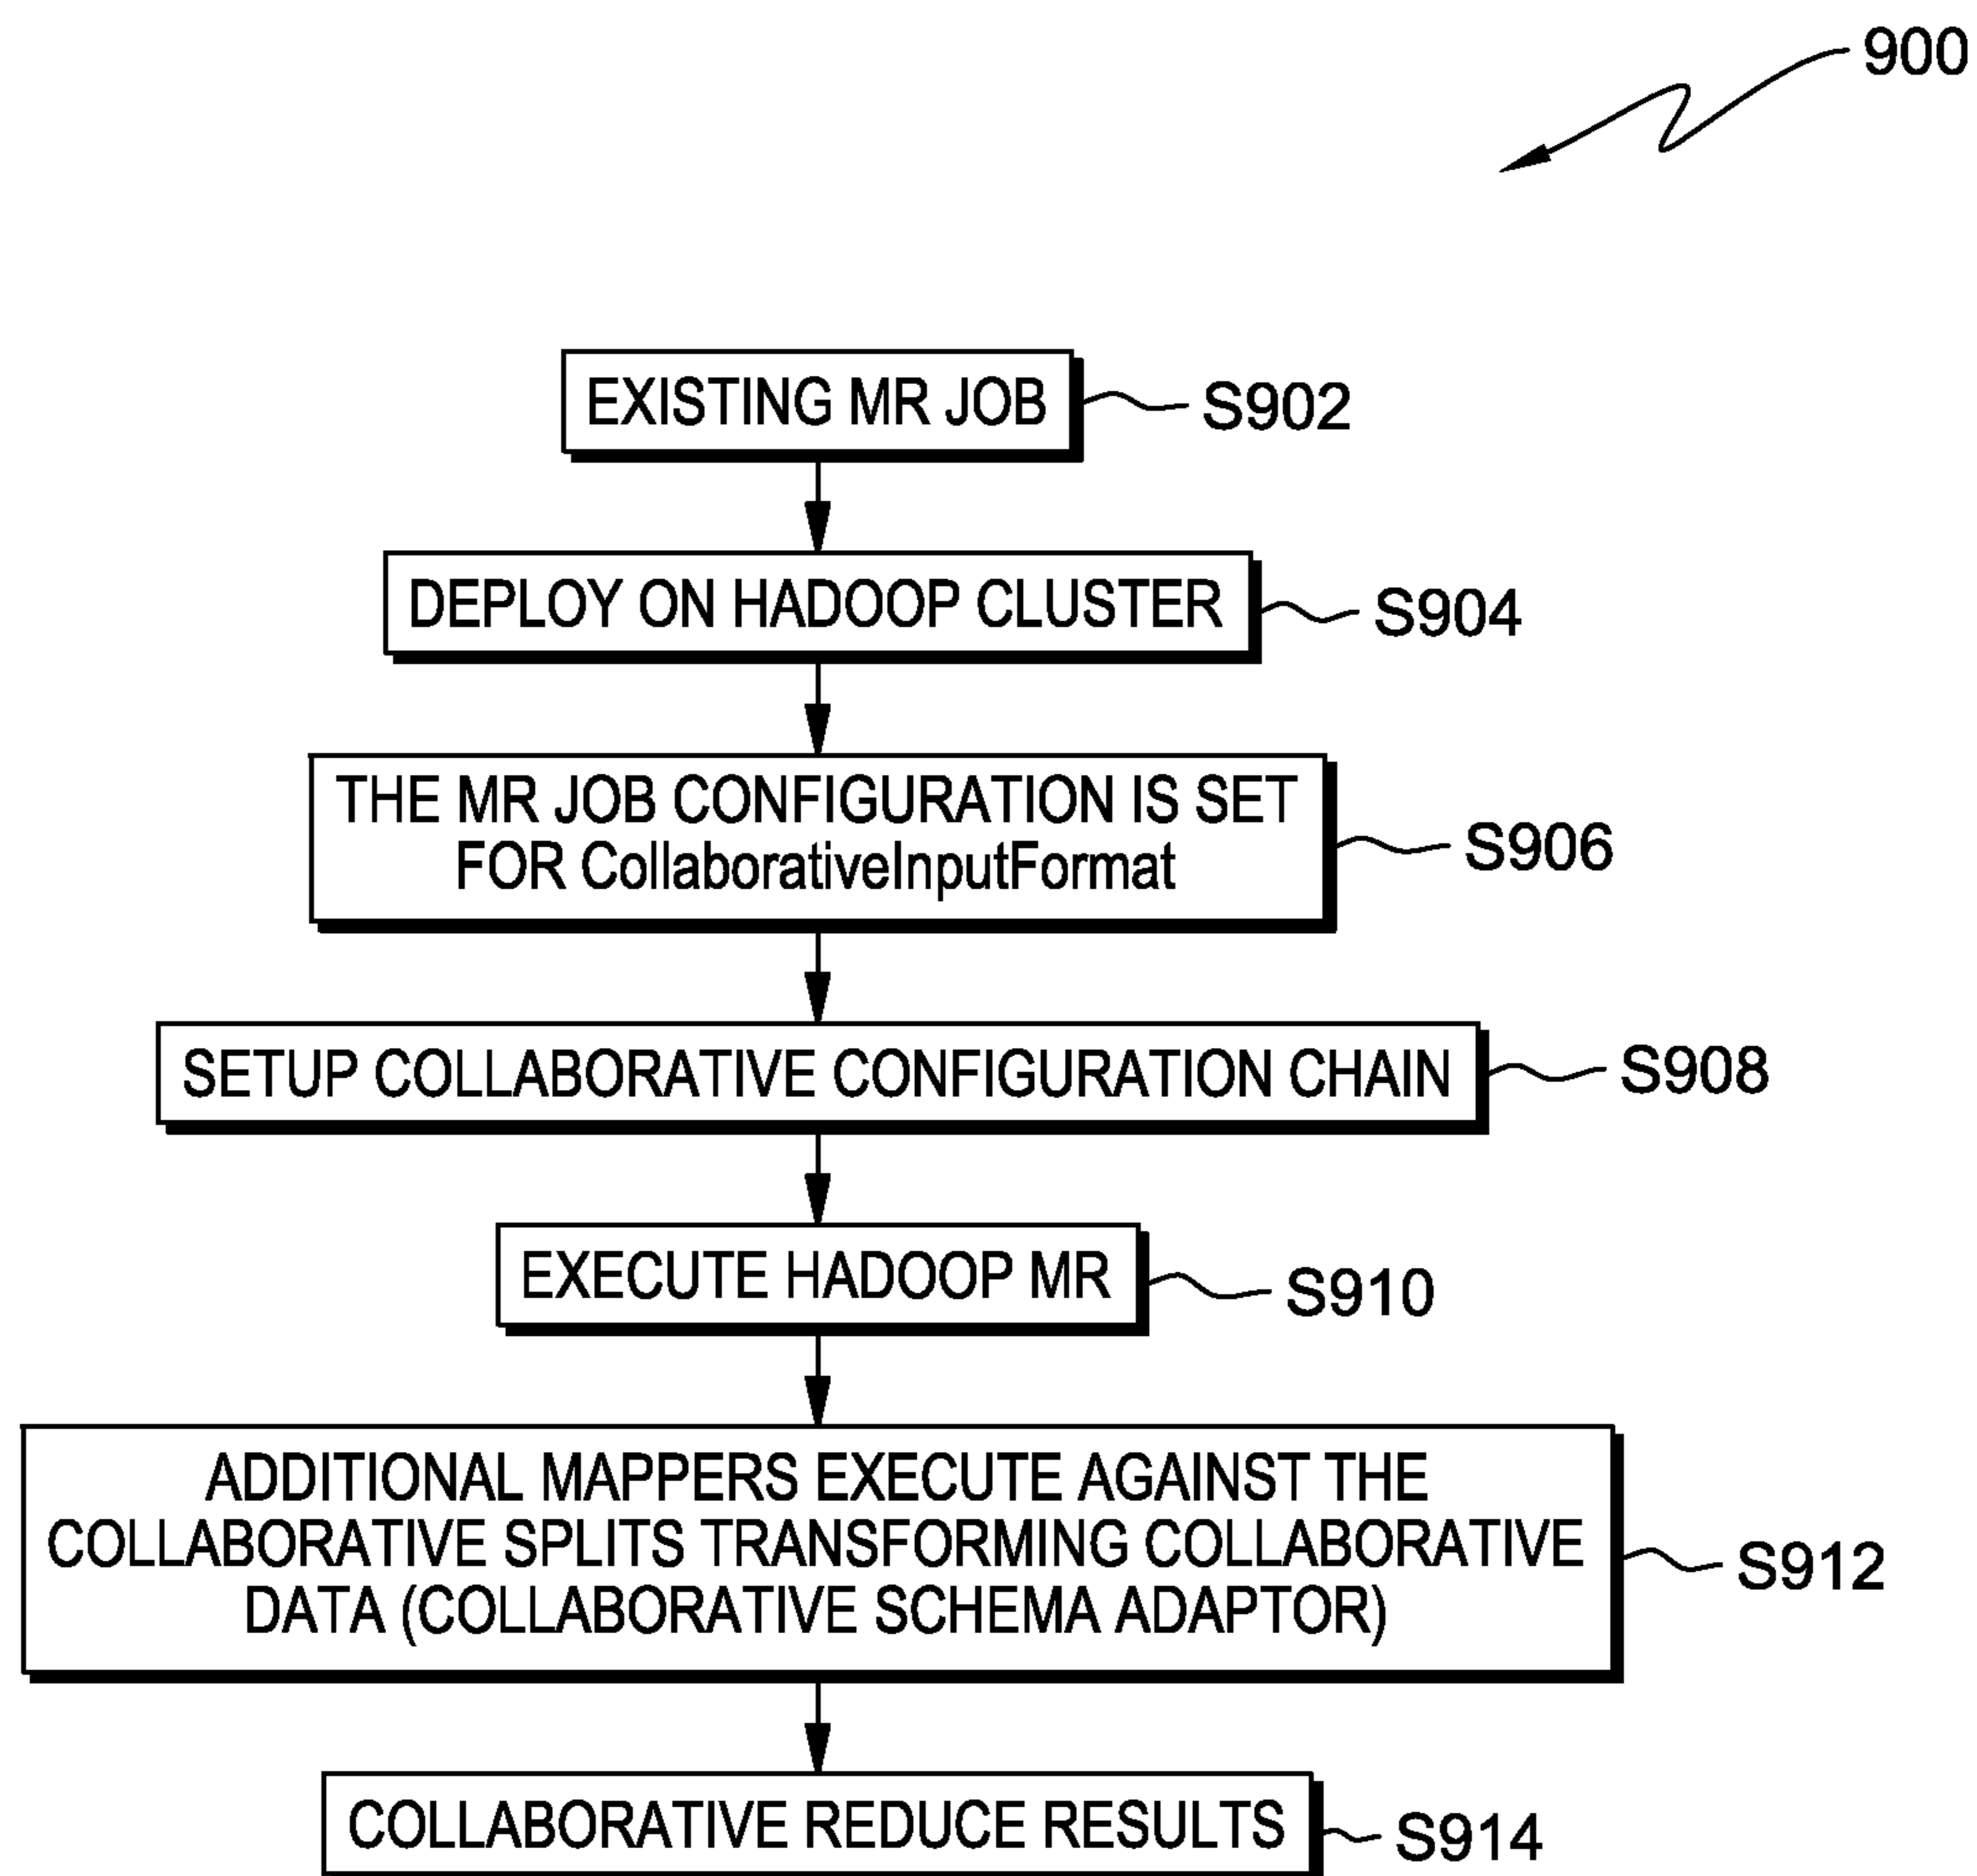 900
EXISTING MR JOB
S902
DEPLOY ON HADOOP CLUSTER
S904
THE MR JOB CONFIGURATION IS SET
FOR CollaborativeInputFormat
S906
SETUP COLLABORATIVE CONFIGURATION CHAIN
S908
EXECUTE HADOOP MR
S910
ADDITIONAL MAPPERS EXECUTE AGAINST THE
COLLABORATIVE SPLITS TRANSFORMING COLLABORATIVE
DATA (COLLABORATIVE SCHEMA ADAPTOR)
S912
COLLABORATIVE REDUCE RESULTS
S914